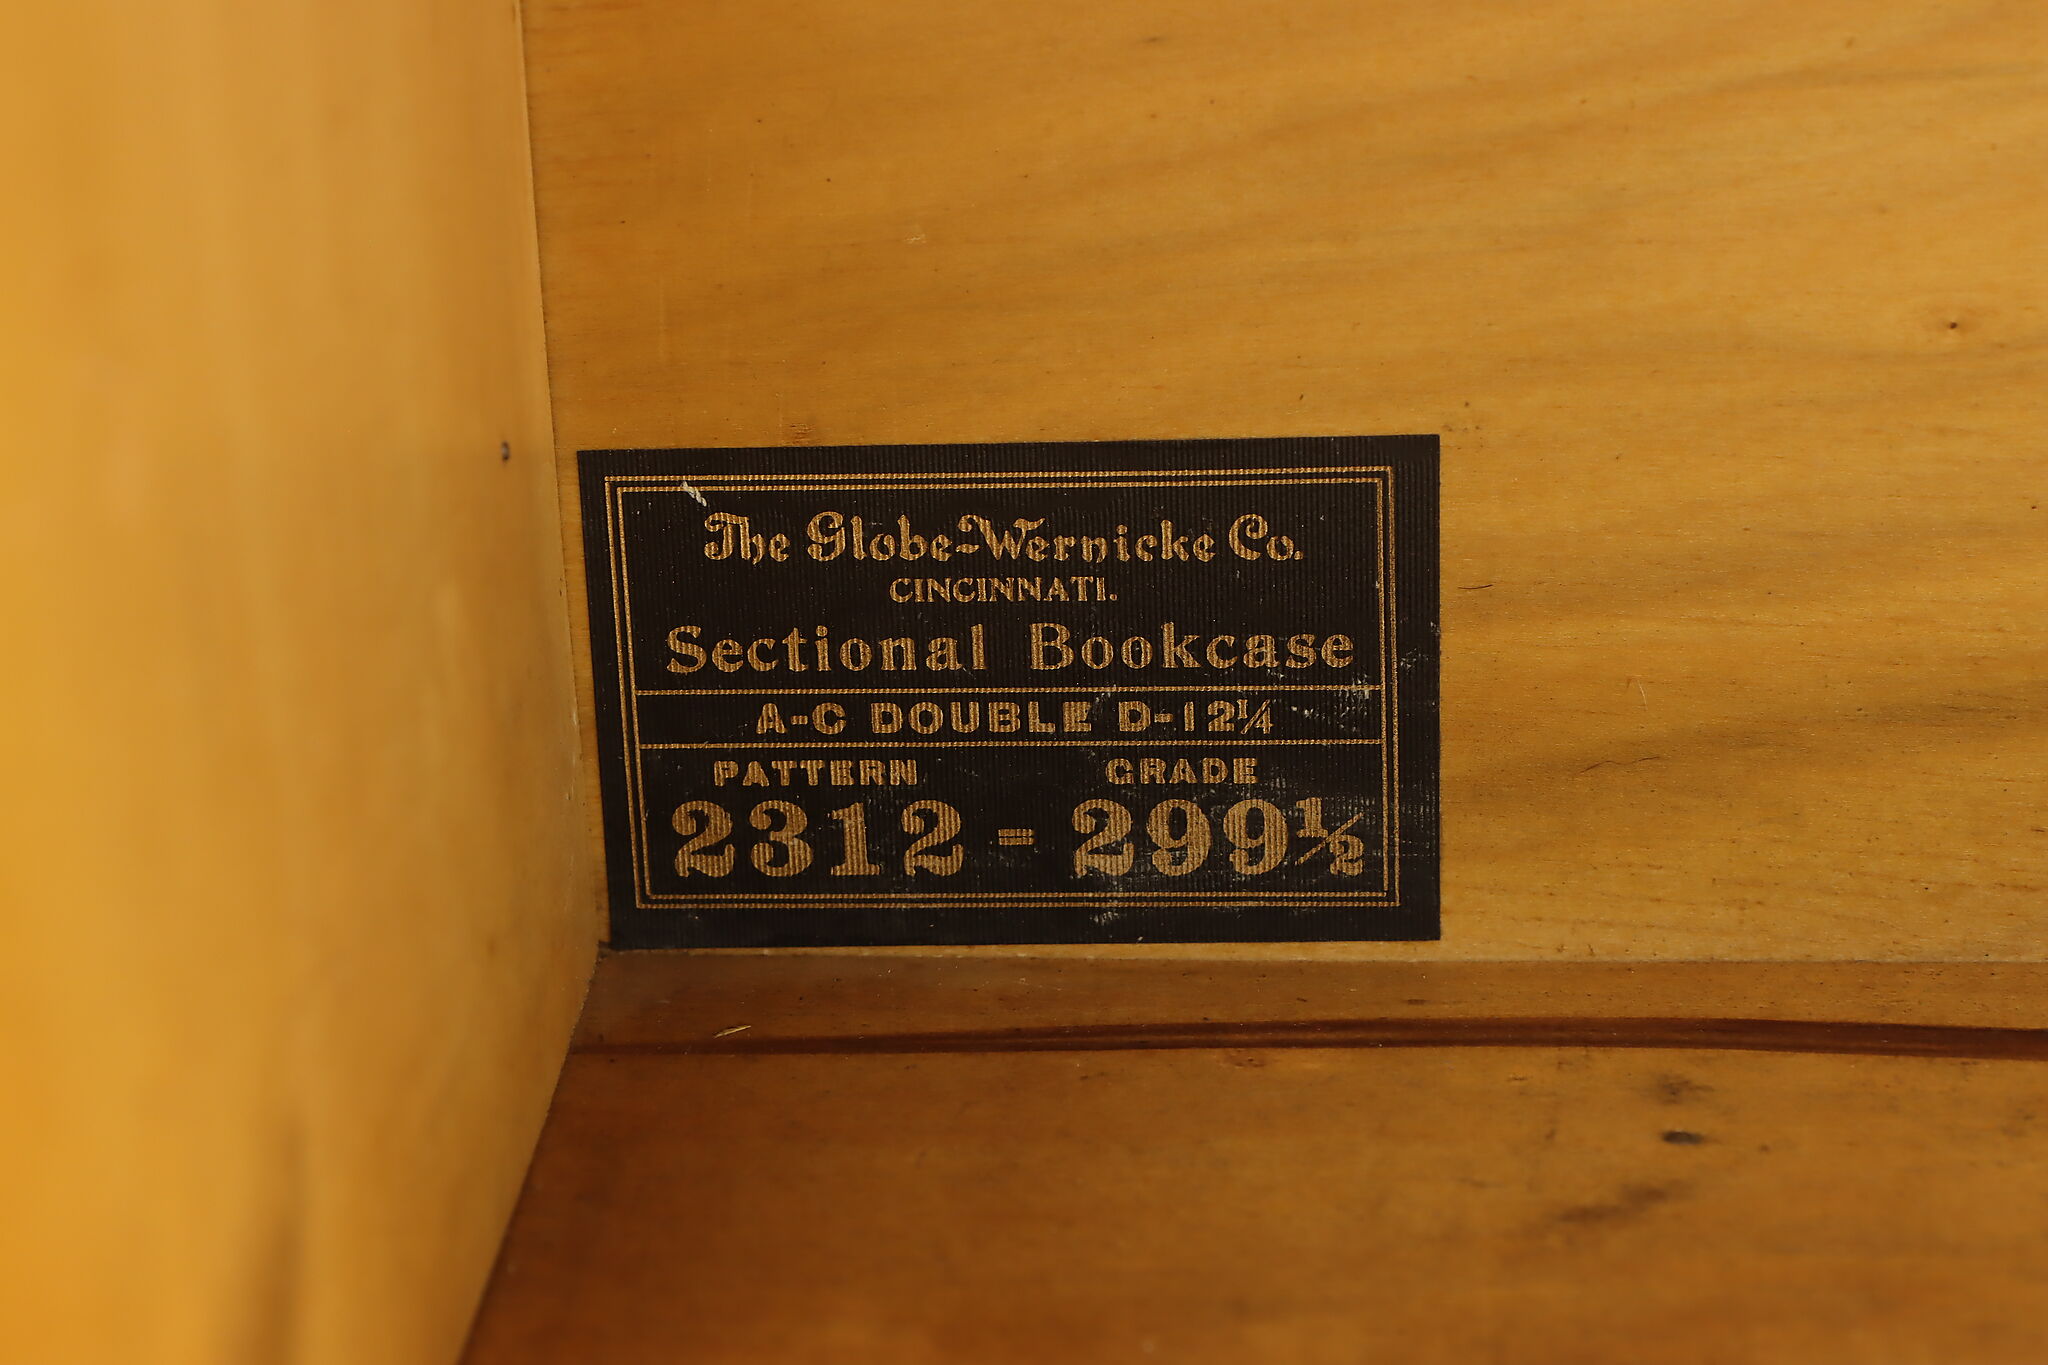 The Globe-Wernicke Co.
CINCINNATI.
Sectional Bookcase
A-C DOUBLE D-12¼
PATTERN GRADE
2312 = 299½